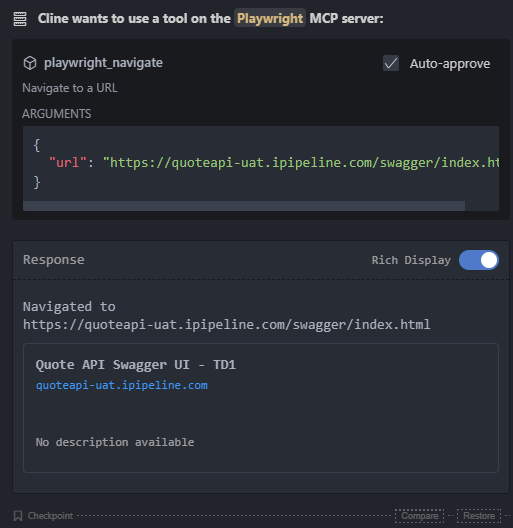 Cline wants to use a tool on the Playwright MCP server:
playwright_navigate
Auto-approve
Navigate to a URL
ARGUMENTS
{
"url": "https://quoteapi-uat.ipipeline.com/swagger/index.ht
}
Response
Rich Display
Navigated to
https://quoteapi-uat.ipipeline.com/swagger/index.html
Quote API Swagger UI - TD1
quoteapi-uat.ipipeline.com
No description available
Checkpoint
Compare
Restore